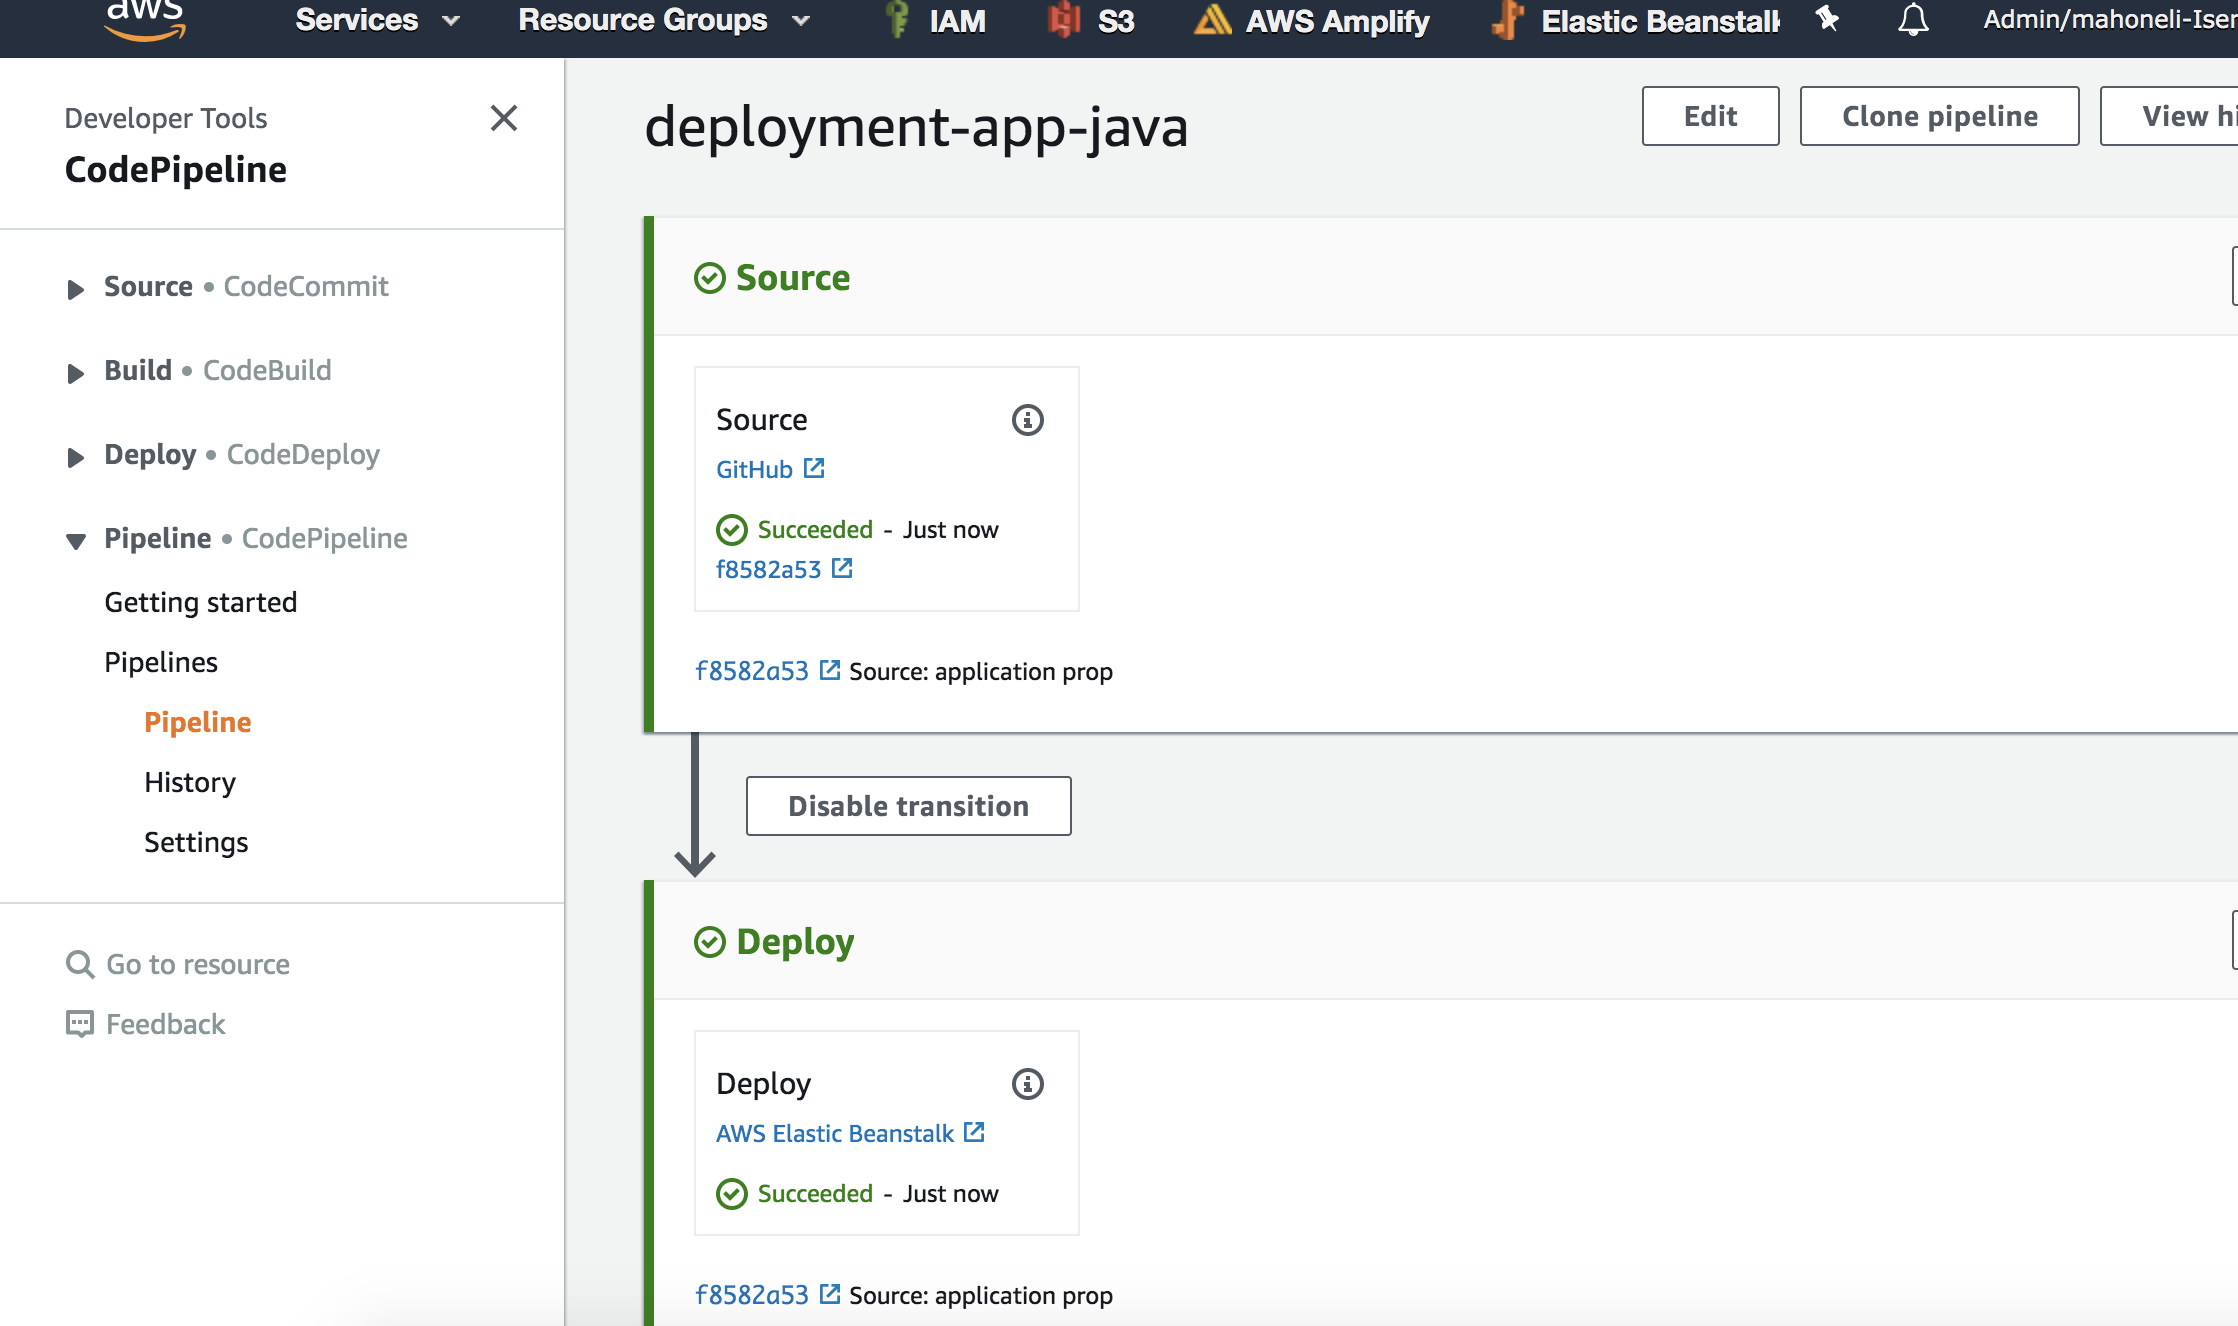 aws Services Resource Groups IAM S3 AWS Amplify Elastic Beanstalk Admin/mahoneli-Isen
Developer Tools
CodePipeline
Source • CodeCommit
Build • CodeBuild
Deploy • CodeDeploy
Pipeline • CodePipeline
Getting started
Pipelines
Pipeline
History
Settings
Go to resource
Feedback
deployment-app-java
Edit Clone pipeline View hi
Source
Source
GitHub
Succeeded - Just now
f8582a53
f8582a53 Source: application prop
Disable transition
Deploy
Deploy
AWS Elastic Beanstalk
Succeeded - Just now
f8582a53 Source: application prop